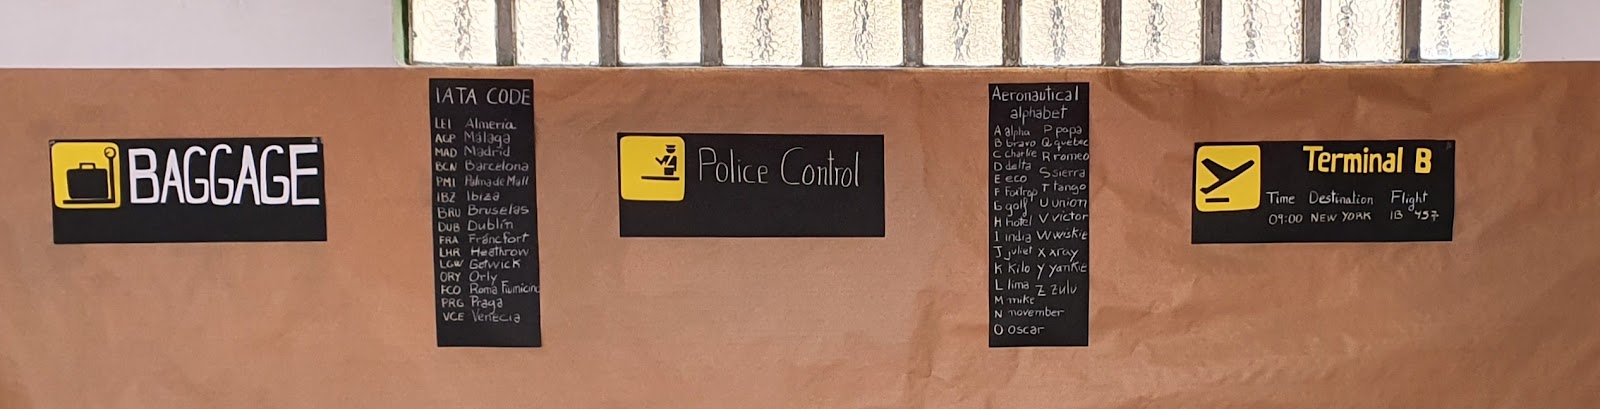 BAGGAGE
IATA CODE
LEI Almería
AGP Málaga
MAD Madrid
BCN Barcelona
PMI Palma de Mall
IBZ Ibiza
BRU Bruselas
DUB Dublín
FRA Fráncfort
LHR Heathrow
LGW Getwick
ORY Orly
FCO Roma Fiumicino
PRG Praga
VCE Venecia
Police Control
Aeronautical
alphabet
A alpha P papa
B bravo Q quebec
C charlie R romeo
D delta S sierra
E eco T tango
F Foxtrop U union
G golf V victor
H hotel W wiskie
I india X xray
J juliet Y yankie
K kilo Z zulu
L lima
M mike
N november
O oscar
Terminal B
Time Destination Flight
09:00 NEW YORK IB 457